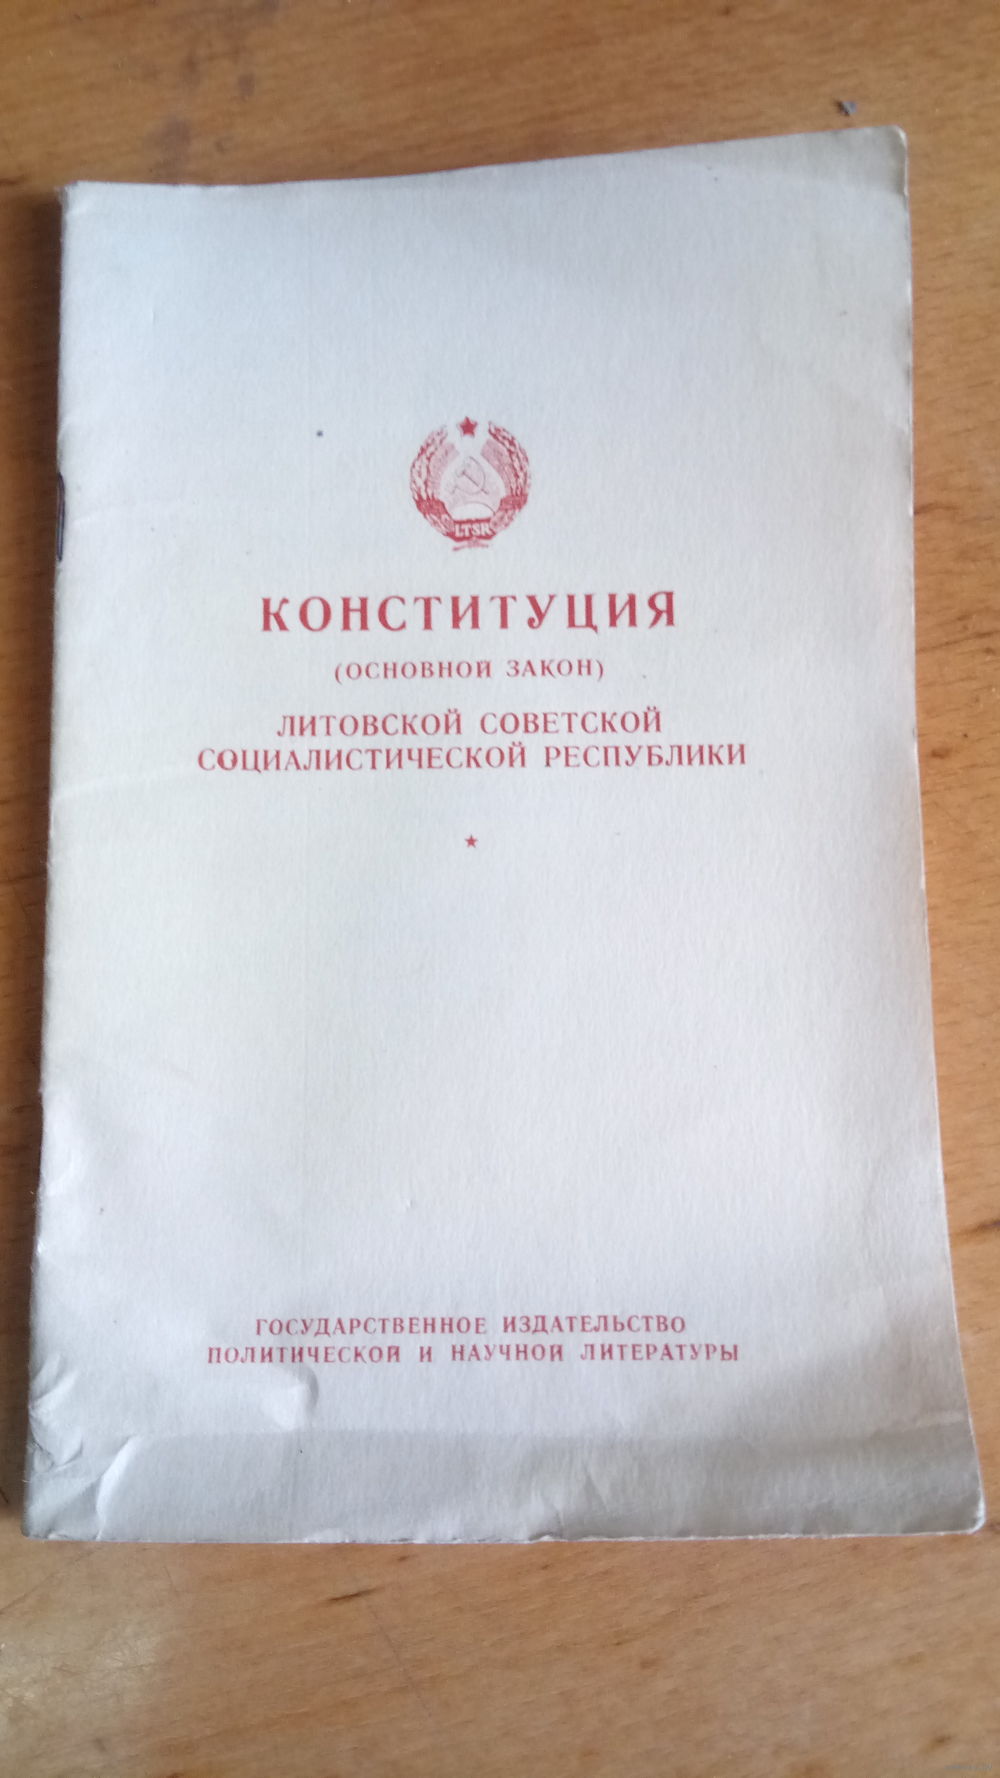 LTSR
КОНСТИТУЦИЯ
(ОСНОВНОЙ ЗАКОН)
ЛИТОВСКОЙ СОВЕТСКОЙ
СОЦИАЛИСТИЧЕСКОЙ РЕСПУБЛИКИ
ГОСУДАРСТВЕННОЕ ИЗДАТЕЛЬСТВО
ПОЛИТИЧЕСКОЙ И НАУЧНОЙ ЛИТЕРАТУРЫ